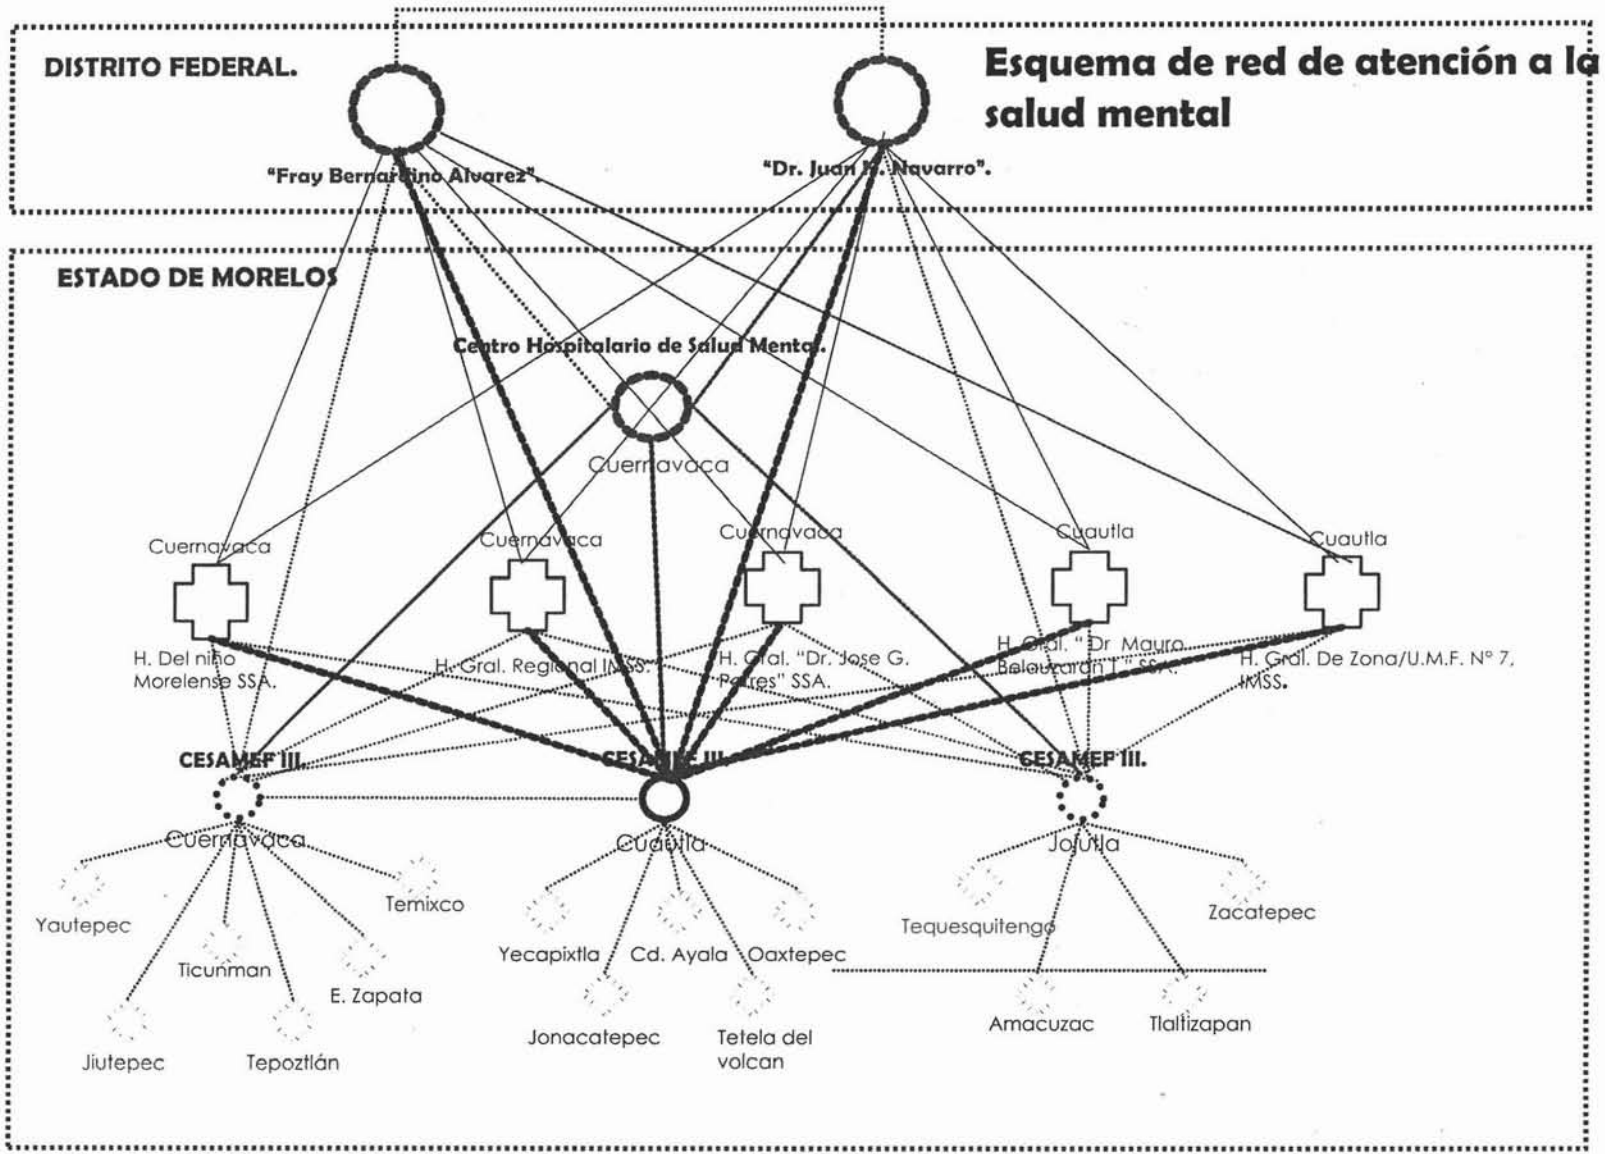 DISTRITO FEDERAL.
Esquema de red de atención a la
salud mental
"Fray Bernardino Alvarez".
"Dr. Juan N. Navarro".
ESTADO DE MORELOS
Centro Hospitalario de Salud Mental.
Cuernavaca
Cuernavaca
Cuernavaca
Cuernavaca
Cuautla
Cuautla
H. Del niño
Morelense SSA.
H. Gral. Regional IMSS.
H. Gral. "Dr. Jose G.
Parres" SSA.
H. Gral. " Dr Mauro
Belauzaran T." SSA.
H. Gral. De Zona/U.M.F. Nº 7,
IMSS.
CESAMEF III.
CESAMEF III.
CESAMEF III.
Cuernavaca
Cuautla
Jojutla
Yautepec
Ticunman
Temixco
E. Zapata
Jiutepec
Tepoztlán
Yecapixtla
Cd. Ayala
Oaxtepec
Jonacatepec
Tetela del
volcan
Tequesquitengo
Zacatepec
Amacuzac
Tlaltizapan